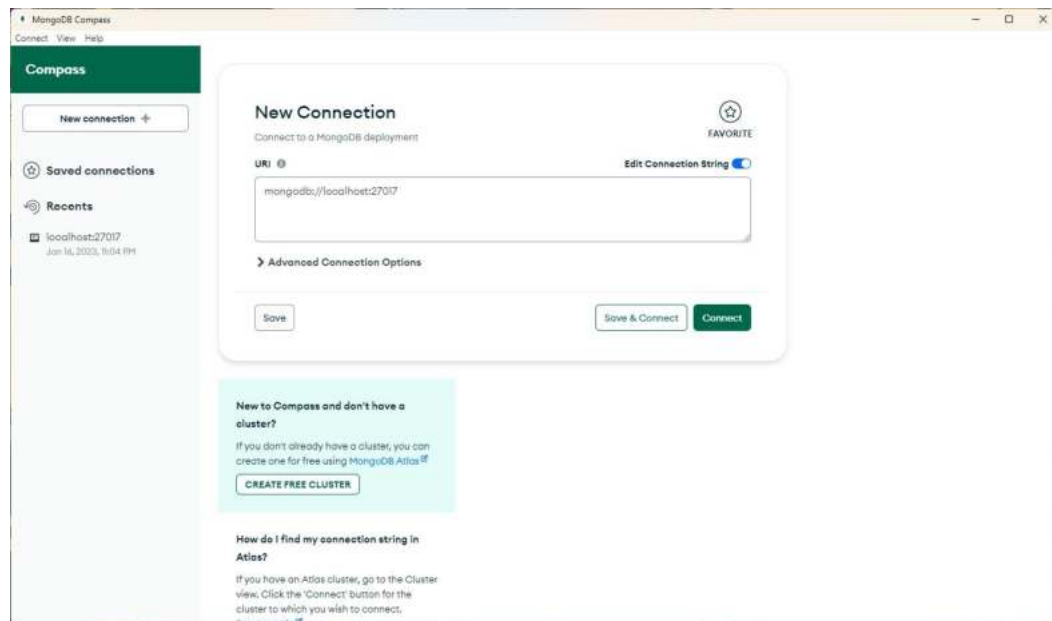 MongoDB Compass
Connect View Help
Compass
New connection +
Saved connections
Recents
localhost:27017
Jan 16, 2023, 11:04 PM
New Connection
Connect to a MongoDB deployment
FAVORITE
URI
Edit Connection String
mongodb://localhost:27017
Advanced Connection Options
Save
Save & Connect
Connect
New to Compass and don't have a
cluster?
If you don't already have a cluster, you can
create one for free using MongoDB Atlas
CREATE FREE CLUSTER
How do I find my connection string in
Atlas?
If you have an Atlas cluster, go to the Cluster
view. Click the 'Connect' button for the
cluster to which you wish to connect.